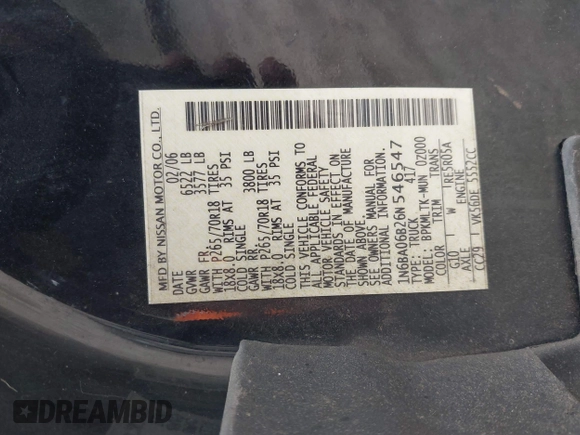 MFD BY NISSAN MOTOR CO., LTD.
02/06
GVWR 6522 LB
GAWR FR 3577 LB
WITH P265/70R18 TIRES
18X8.0 RIMS AT 35 PSI
COLD SINGLE
GAWR RR 3800 LB
WITH P265/70R18 TIRES
18X8.0 RIMS AT 35 PSI
COLD SINGLE
THIS VEHICLE CONFORMS TO
ALL APPLICABLE FEDERAL
MOTOR VEHICLE SAFETY
STANDARD IN EFFECT ON
THE DATE OF MANUFACTURE
SHOWN ABOVE.
SEE OWNERS MANUAL FOR
ADDITIONAL INFORMATION
1N6BA06B26N546547
TYPE: TRUCK 417
MODEL: BPKMLTK-MUN 0Z000
COLOR TRIM TRANS
G10 W RE5R05A
AXLE ENGINE
CC29 VK56DE 5552CC
DREAMBID